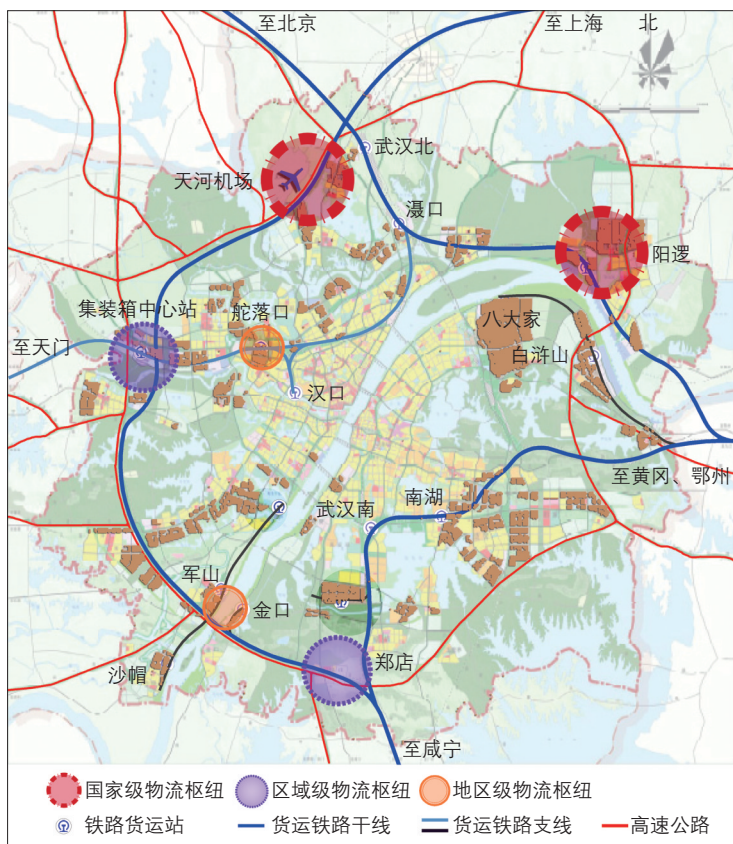 至北京
至上海
北
武汉北
天河机场
滠口
阳逻
集装箱中心站
舵落口
八大家
至天门
白浒山
汉口
至黄冈、鄂州
武汉南
南湖
军山
金口
郑店
沙帽
至咸宁
国家级物流枢纽 区域级物流枢纽 地区级物流枢纽
铁路货运站 货运铁路干线 货运铁路支线 高速公路